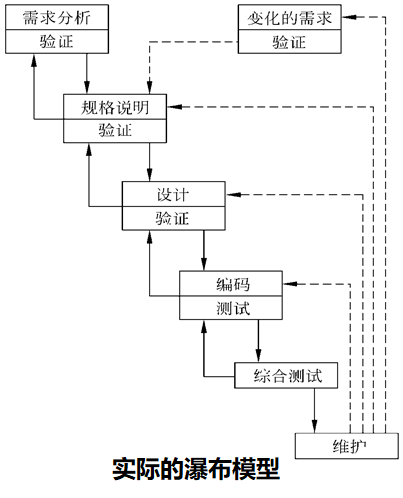 需求分析
验证
变化的需求
验证
规格说明
验证
设计
验证
编码
测试
综合测试
维护
实际的瀑布模型